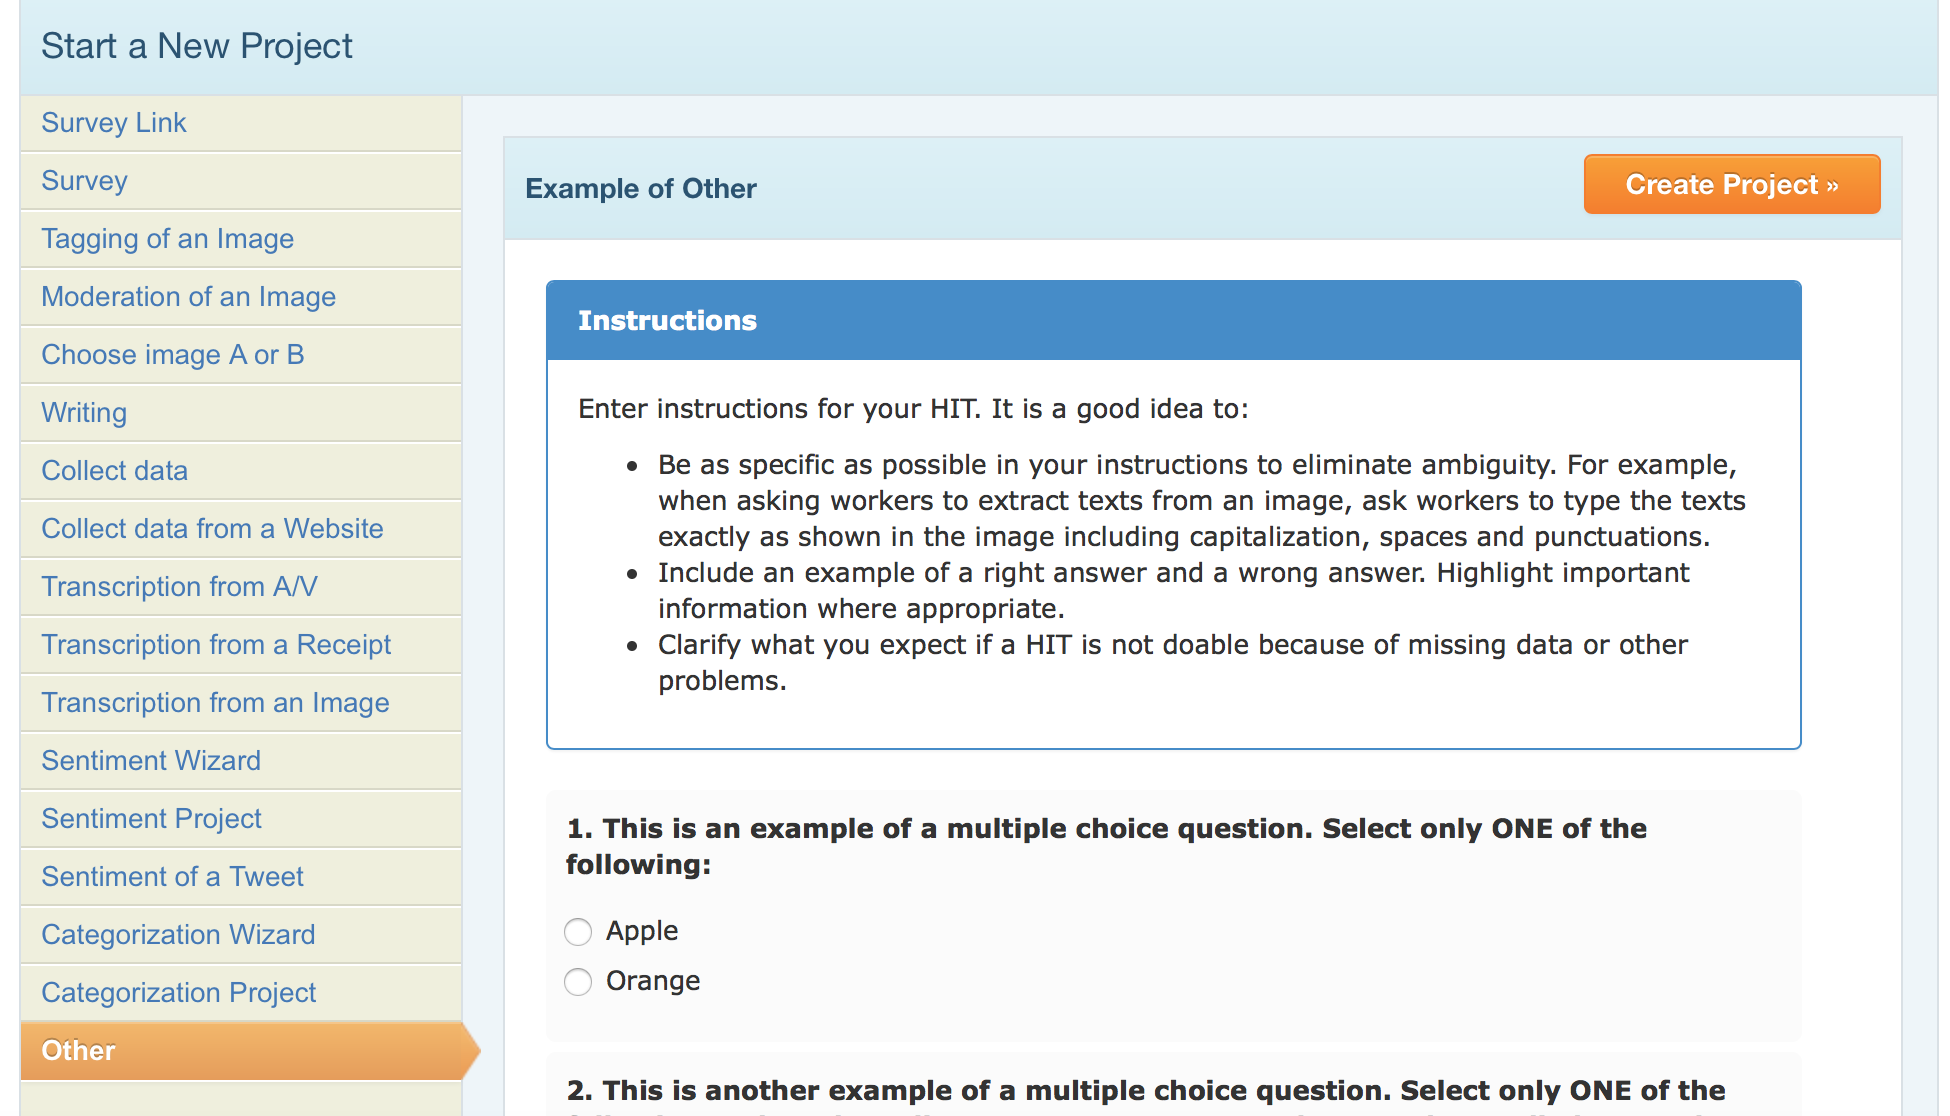 Start a New Project
Survey Link
Survey
Tagging of an Image
Moderation of an Image
Choose image A or B
Writing
Collect data
Collect data from a Website
Transcription from A/V
Transcription from a Receipt
Transcription from an Image
Sentiment Wizard
Sentiment Project
Sentiment of a Tweet
Categorization Wizard
Categorization Project
Other
Example of Other
Create Project »
Instructions
Enter instructions for your HIT. It is a good idea to:
• Be as specific as possible in your instructions to eliminate ambiguity. For example,
when asking workers to extract texts from an image, ask workers to type the texts
exactly as shown in the image including capitalization, spaces and punctuations.
• Include an example of a right answer and a wrong answer. Highlight important
information where appropriate.
• Clarify what you expect if a HIT is not doable because of missing data or other
problems.
1. This is an example of a multiple choice question. Select only ONE of the
following:
Apple
Orange
2. This is another example of a multiple choice question. Select only ONE of the